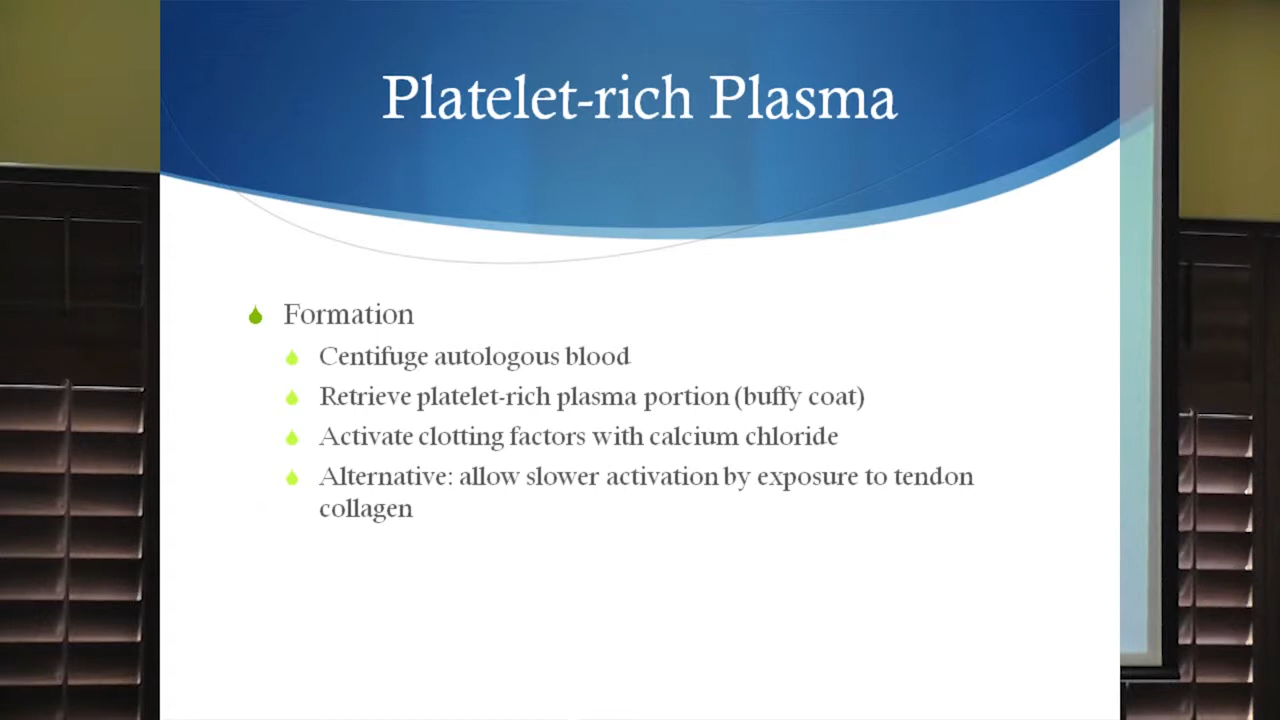 Platelet-rich Plasma
Formation
Centifuge autologous blood
Retrieve platelet-rich plasma portion (buffy coat)
Activate clotting factors with calcium chloride
Alternative: allow slower activation by exposure to tendon
collagen